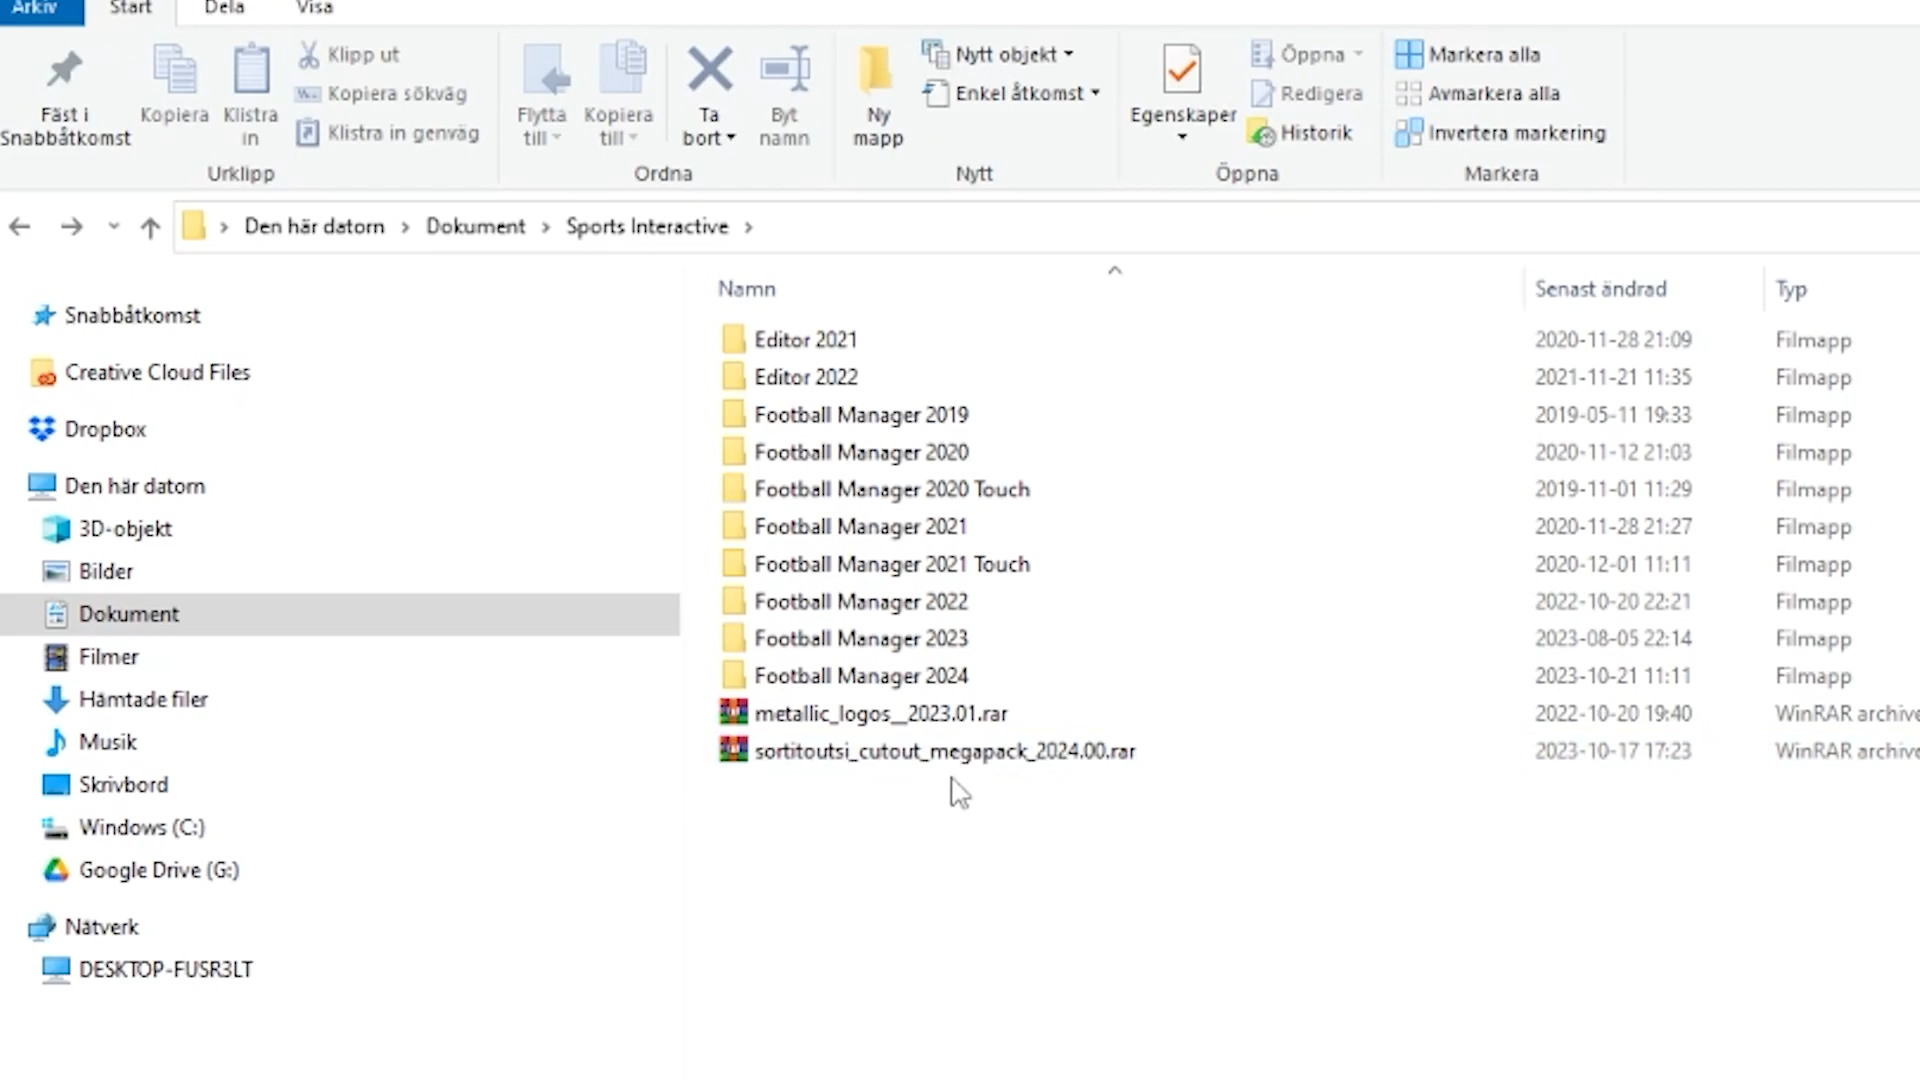 Arkiv
Start
Dela
Visa
Fäst i
Snabbåtkomst
Kopiera
Klistra
in
Klipp ut
Kopiera sökväg
Klistra in genväg
Urklipp
Flytta
till
Kopiera
till
Ta
bort
Byt
namn
Ordna
Ny
mapp
Nytt objekt
Enkel åtkomst
Nytt
Egenskaper
Öppna
Redigera
Historik
Öppna
Markera alla
Avmarkera alla
Invertera markering
Markera
Den här datorn > Dokument > Sports Interactive >
Snabbåtkomst
Creative Cloud Files
Dropbox
Den här datorn
3D-objekt
Bilder
Dokument
Filmer
Hämtade filer
Musik
Skrivbord
Windows (C:)
Google Drive (G:)
Nätverk
DESKTOP-FUSR3LT
Namn Senast ändrad Typ
Editor 2021 2020-11-28 21:09 Filmapp
Editor 2022 2021-11-21 11:35 Filmapp
Football Manager 2019 2019-05-11 19:33 Filmapp
Football Manager 2020 2020-11-12 21:03 Filmapp
Football Manager 2020 Touch 2019-11-01 11:29 Filmapp
Football Manager 2021 2020-11-28 21:27 Filmapp
Football Manager 2021 Touch 2020-12-01 11:11 Filmapp
Football Manager 2022 2022-10-20 22:21 Filmapp
Football Manager 2023 2023-08-05 22:14 Filmapp
Football Manager 2024 2023-10-21 11:11 Filmapp
metallic_logos__2023.01.rar 2022-10-20 19:40 WinRAR archive
sortitoutsi_cutout_megapack_2024.00.rar 2023-10-17 17:23 WinRAR archive